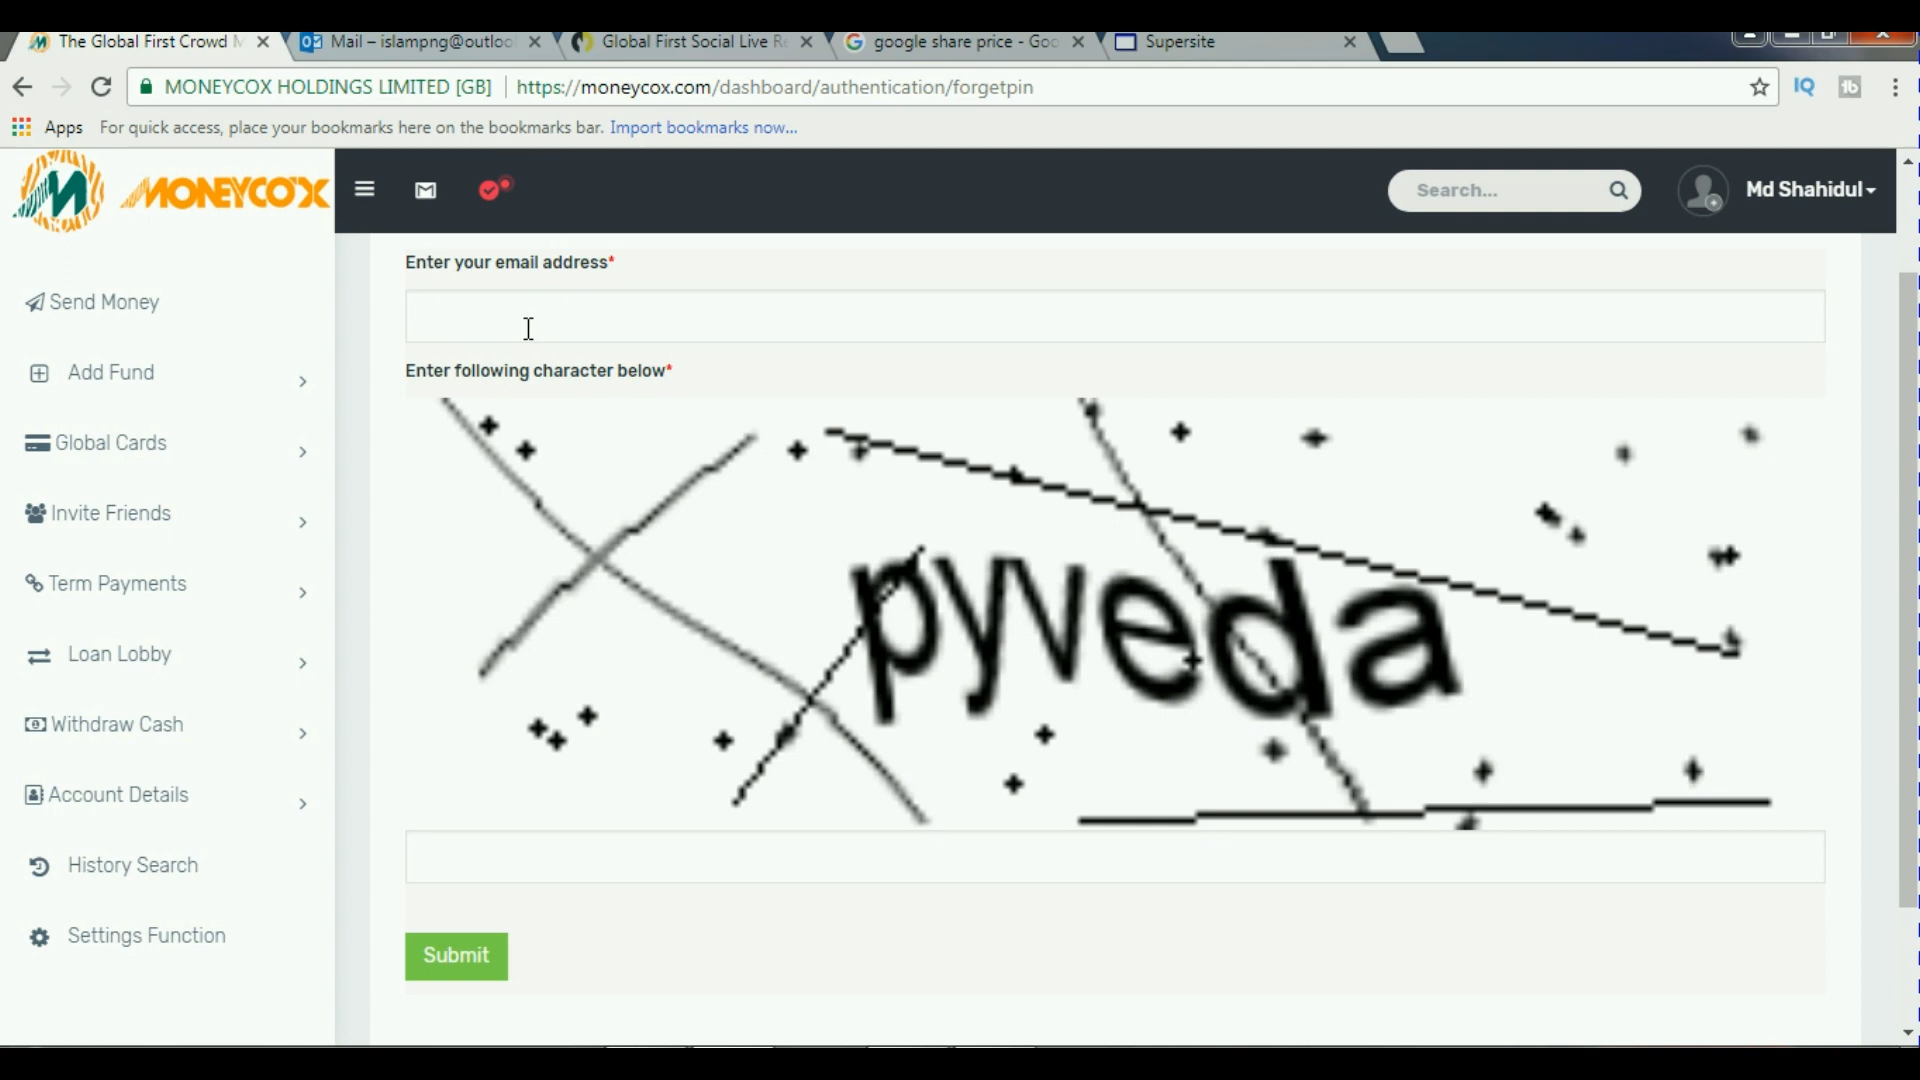 The Global First Crowd M
Mail – islampng@outloo
Global First Social Live Re
google share price - Goo
Supersite
MONEYCOX HOLDINGS LIMITED [GB]
https://moneycox.com/dashboard/authentication/forgetpin
Apps
For quick access, place your bookmarks here on the bookmarks bar. Import bookmarks now...
MONEYCOX
Search...
Md Shahidul
Send Money
Add Fund
Global Cards
Invite Friends
Term Payments
Loan Lobby
Withdraw Cash
Account Details
History Search
Settings Function
Enter your email address*
Enter following character below*
pyveda
Submit